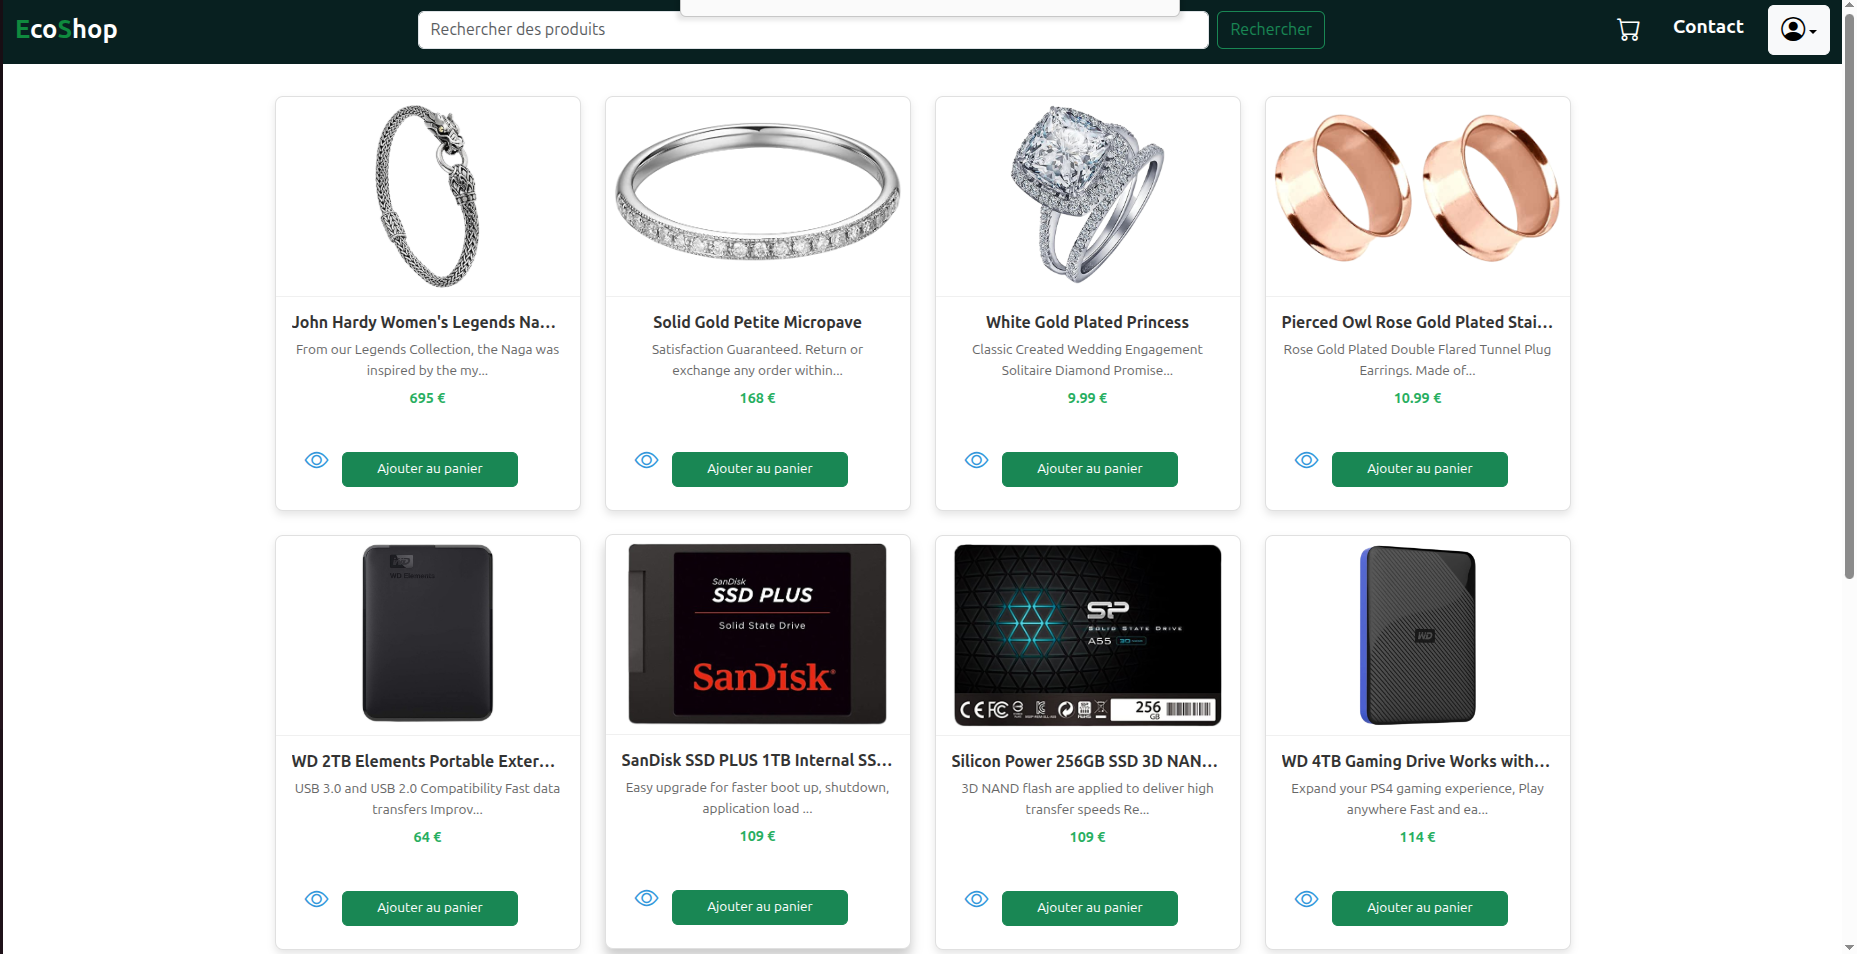 EcoShop
Rechercher des produits
Rechercher
Contact
John Hardy Women's Legends Na...
From our Legends Collection, the Naga was
inspired by the my...
695 €
Ajouter au panier
Solid Gold Petite Micropave
Satisfaction Guaranteed. Return or
exchange any order within...
168 €
Ajouter au panier
White Gold Plated Princess
Classic Created Wedding Engagement
Solitaire Diamond Promise...
9.99 €
Ajouter au panier
Pierced Owl Rose Gold Plated Stai...
Rose Gold Plated Double Flared Tunnel Plug
Earrings. Made of...
10.99 €
Ajouter au panier
WD
WD Elements
WD 2TB Elements Portable Exter...
USB 3.0 and USB 2.0 Compatibility Fast data
transfers Improv...
64 €
Ajouter au panier
SanDisk
SSD PLUS
Solid State Drive
SanDisk
SanDisk SSD PLUS 1TB Internal SS...
Easy upgrade for faster boot up, shutdown,
application load ...
109 €
Ajouter au panier
SP
SOLID STATE DRIVE
A55 3D
CE FC
256
GB
Silicon Power 256GB SSD 3D NAN...
3D NAND flash are applied to deliver high
transfer speeds Re...
109 €
Ajouter au panier
WD
WD 4TB Gaming Drive Works with...
Expand your PS4 gaming experience, Play
anywhere Fast and ea...
114 €
Ajouter au panier